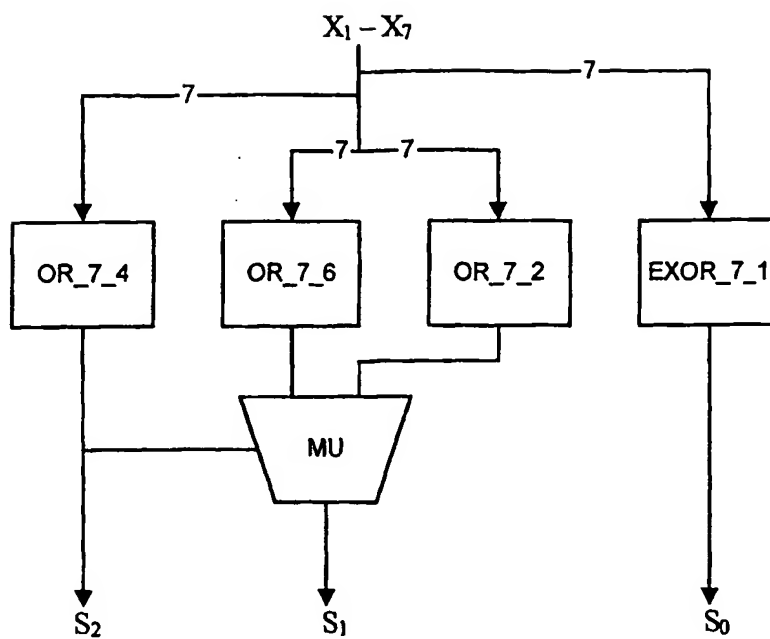 X₁ – X₇
7
7
7 7
OR_7_4
OR_7_6
OR_7_2
EXOR_7_1
MU
S₂
S₁
S₀